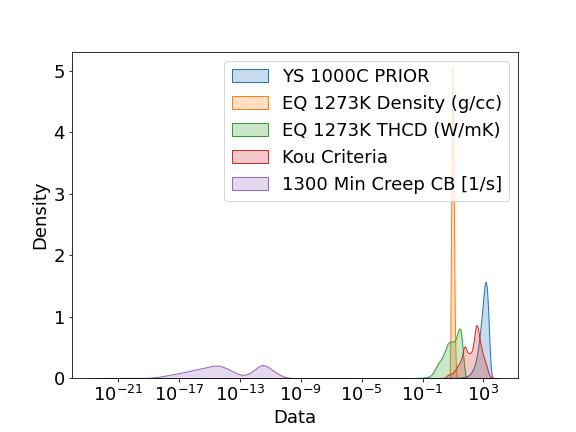 YS 1000C PRIOR
EQ 1273K Density (g/cc)
EQ 1273K THCD (W/mK)
Kou Criteria
1300 Min Creep CB [1/s]
5
4
3
2
1
0
Density
10⁻²¹ 10⁻¹⁷ 10⁻¹³ 10⁻⁹ 10⁻⁵ 10⁻¹ 10³
Data